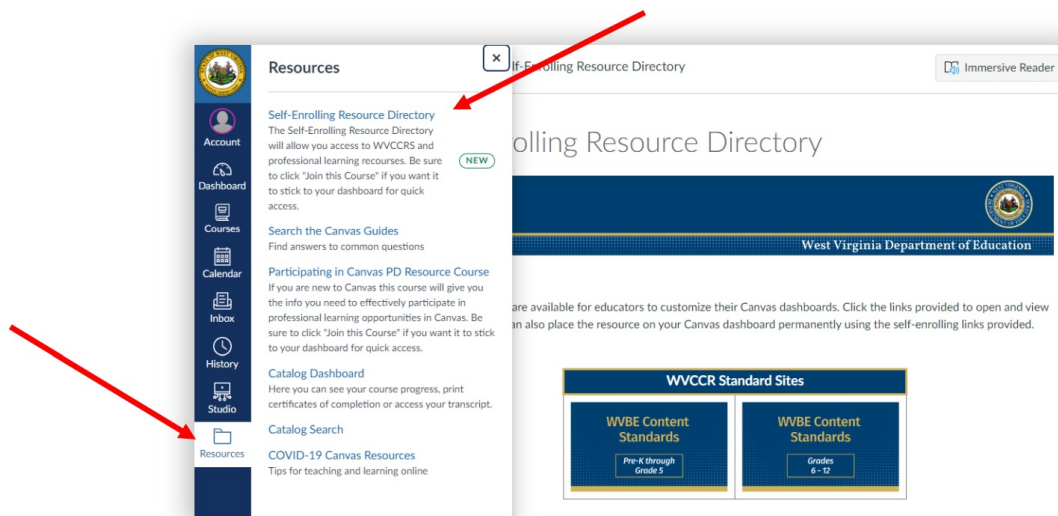 Account
Dashboard
Courses
Calendar
Inbox
History
Studio
Resources
Resources
×
Self-Enrolling Resource Directory
The Self-Enrolling Resource Directory
will allow you access to WVCCRS and
professional learning recourses. Be sure
to click "Join this Course" if you want it
to stick to your dashboard for quick
access.
NEW
Search the Canvas Guides
Find answers to common questions
Participating in Canvas PD Resource Course
If you are new to Canvas this course will give you
the info you need to effectively participate in
professional learning opportunities in Canvas. Be
sure to click "Join this Course" if you want it to stick
to your dashboard for quick access.
Catalog Dashboard
Here you can see your course progress, print
certificates of completion or access your transcript.
Catalog Search
COVID-19 Canvas Resources
Tips for teaching and learning online
lf-Enrolling Resource Directory
Immersive Reader
olling Resource Directory
West Virginia Department of Education
are available for educators to customize their Canvas dashboards. Click the links provided to open and view
n also place the resource on your Canvas dashboard permanently using the self-enrolling links provided.
WVCCR Standard Sites
WVBE Content
Standards
Pre-K through
Grade 5
WVBE Content
Standards
Grades
6 - 12